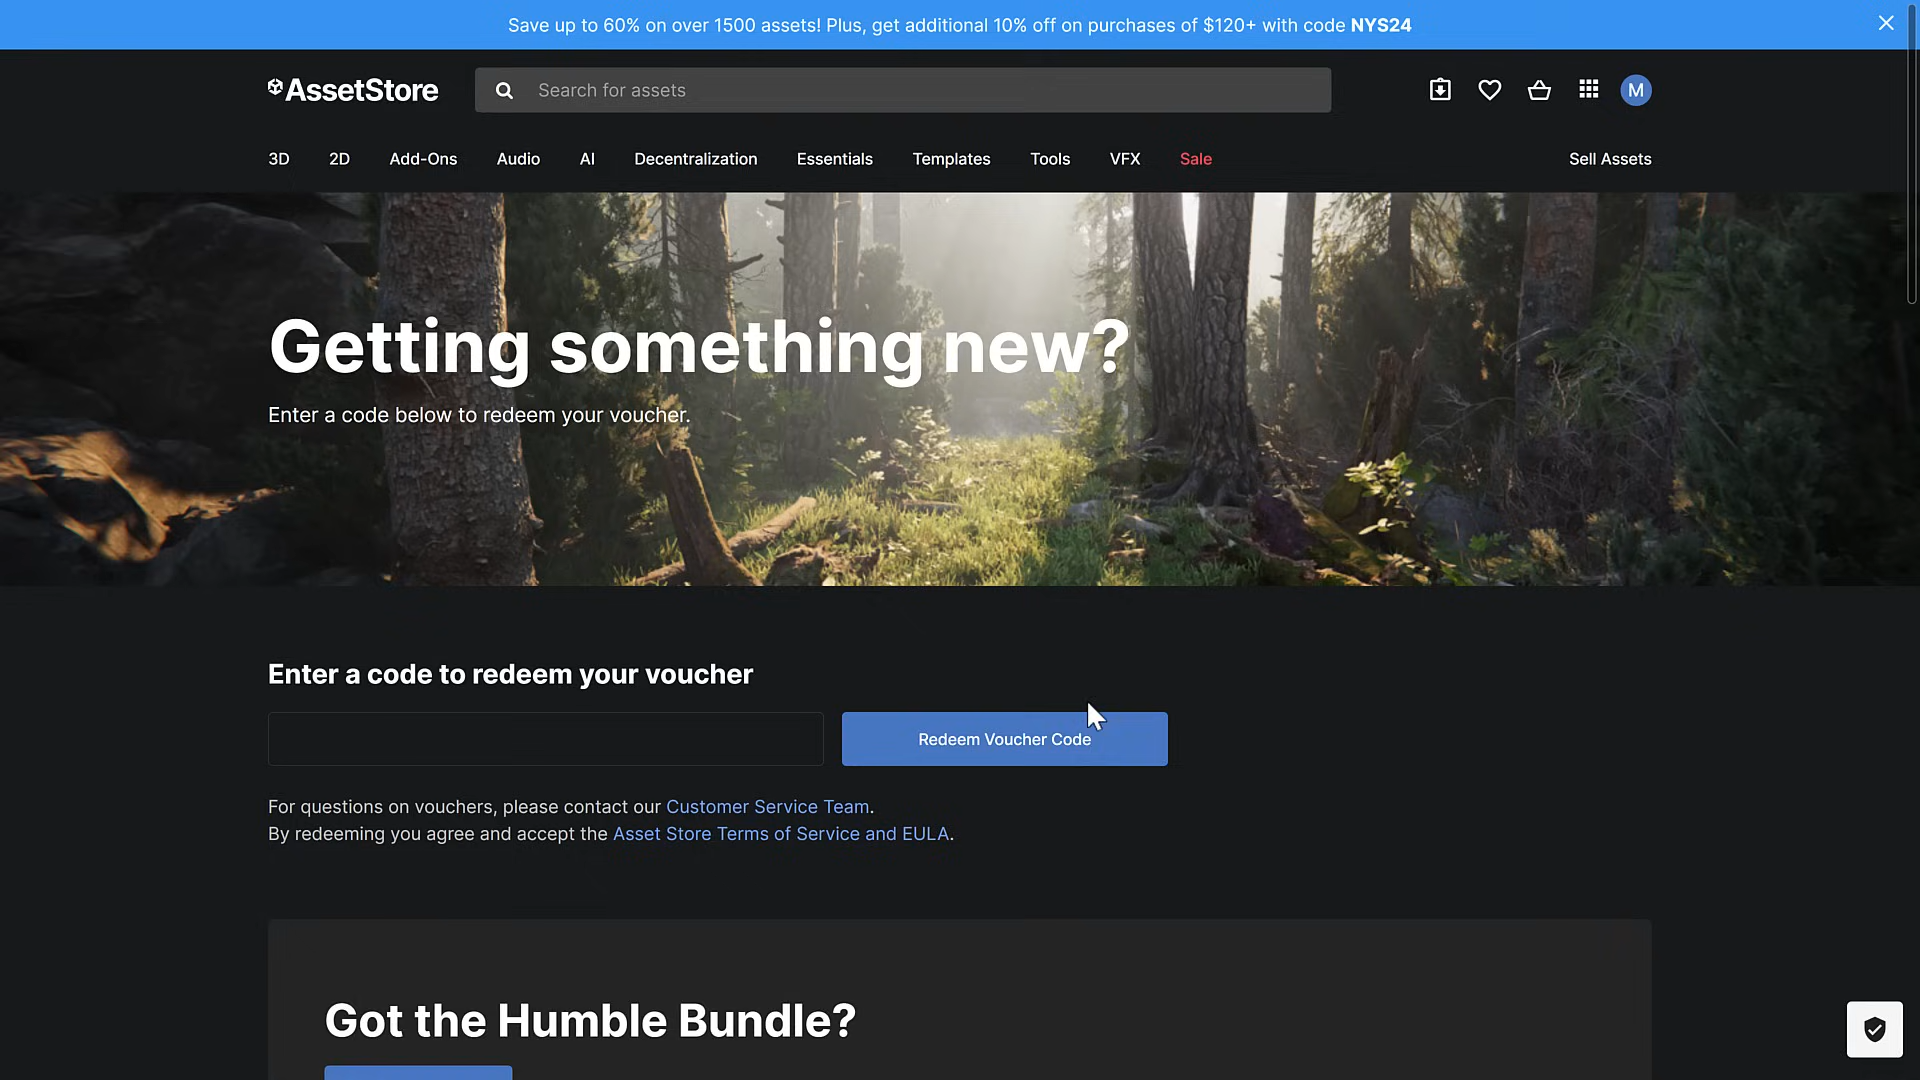 Save up to 60% on over 1500 assets! Plus, get additional 10% off on purchases of $120+ with code NYS24
AssetStore
Search for assets
M
3D
2D
Add-Ons
Audio
AI
Decentralization
Essentials
Templates
Tools
VFX
Sale
Sell Assets
Getting something new?
Enter a code below to redeem your voucher.
Enter a code to redeem your voucher
Redeem Voucher Code
For questions on vouchers, please contact our Customer Service Team.
By redeeming you agree and accept the Asset Store Terms of Service and EULA.
Got the Humble Bundle?